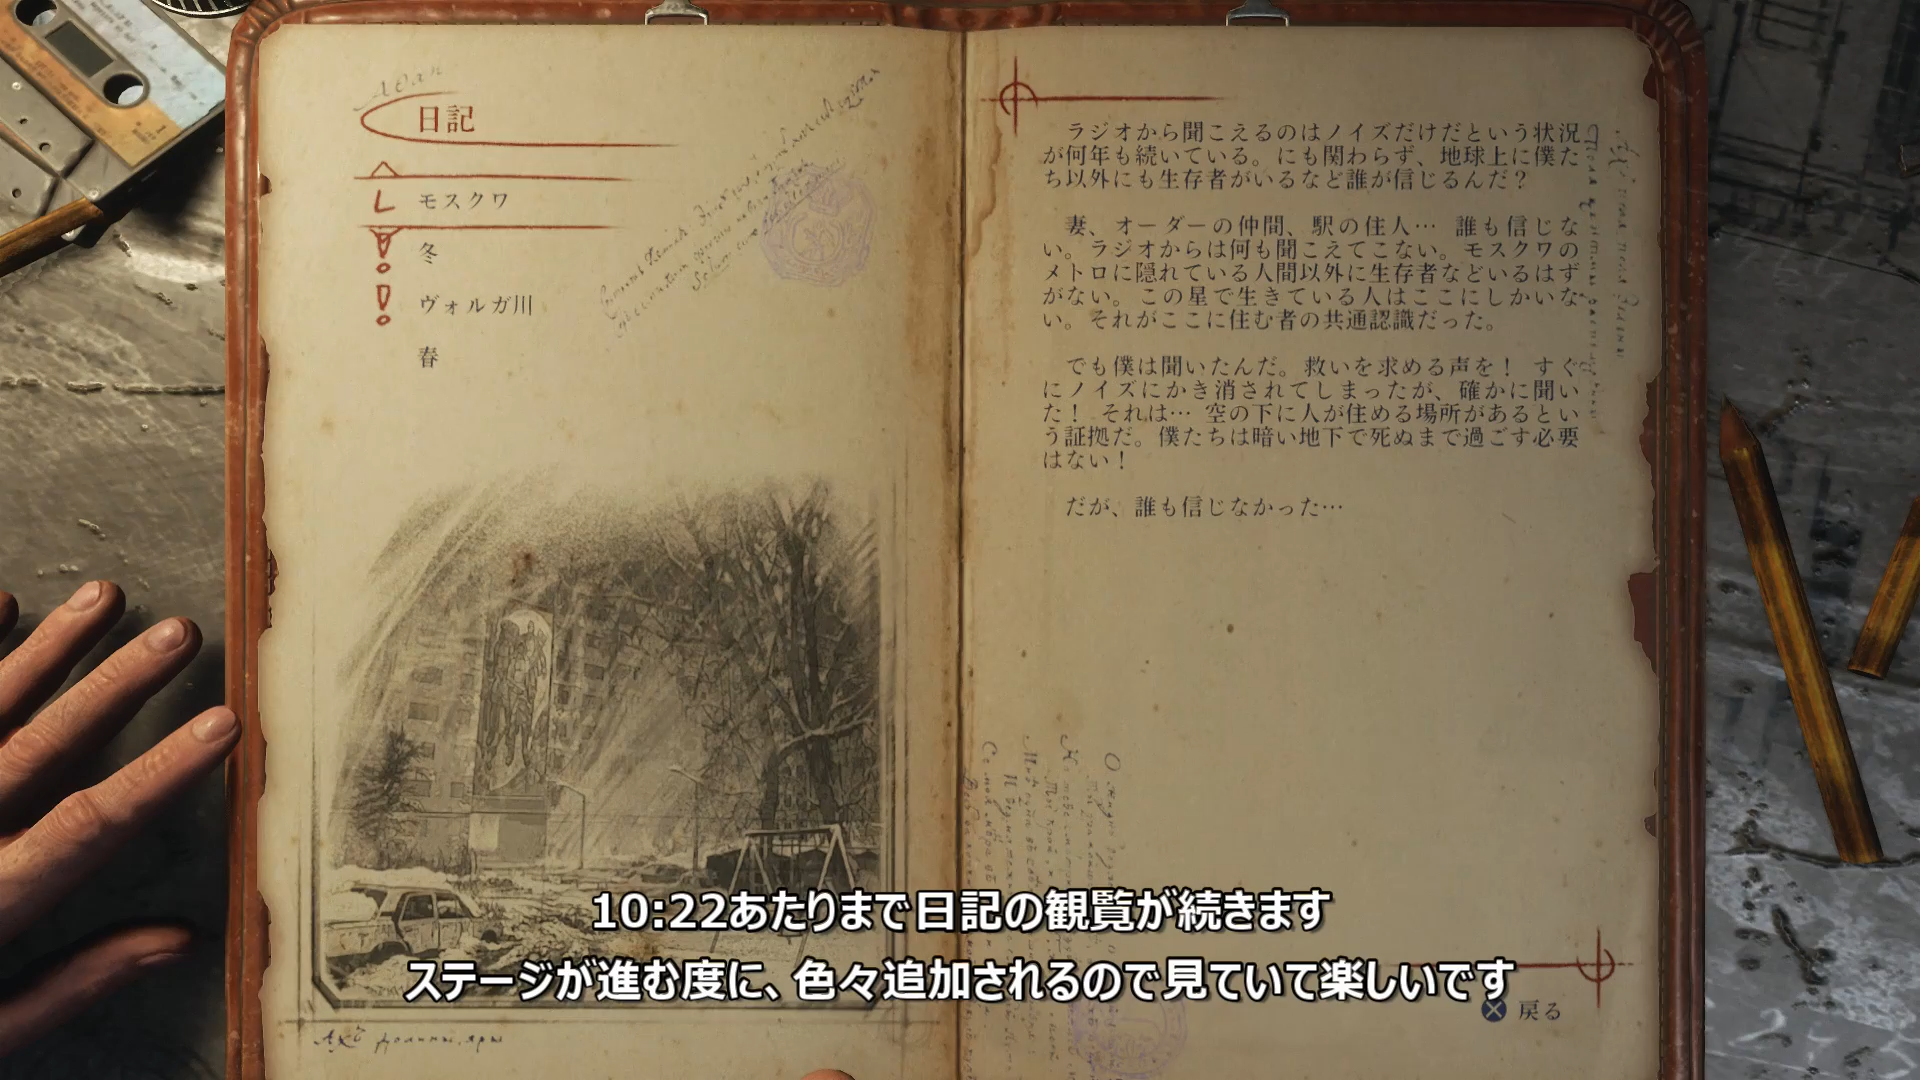 日記
モスクワ
冬
ヴォルガ川
春
ラジオから聞こえるのはノイズだけだという状況
が何年も続いている。にも関わらず、地球上に僕た
ち以外にも生存者がいるなど誰が信じるんだ？
妻、オーダーの仲間、駅の住人… 誰も信じな
い。ラジオからは何も聞こえてこない。モスクワの
メトロに隠れている人間以外に生存者などいるはず
がない。この星で生きている人はここにしかいな
い。それがここに住む者の共通認識だった。
でも僕は聞いたんだ。救いを求める声を！ すぐ
にノイズにかき消されてしまったが、確かに聞い
た！ それは… 空の下に人が住める場所があるとい
う証拠だ。僕たちは暗い地下で死ぬまで過ごす必要
はない！
だが、誰も信じなかった…
10:22あたりまで日記の観覧が続きます
ステージが進む度に、色々追加されるので見ていて楽しいです
戻る